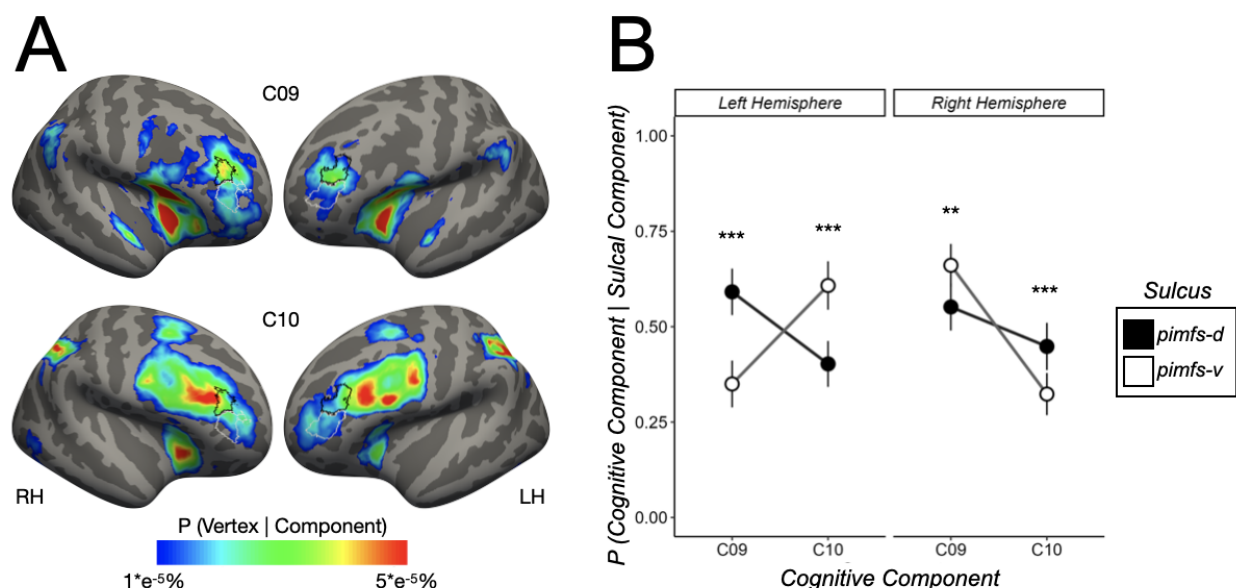 A
C09
C10
RH
LH
P (Vertex | Component)
1*e-5%
5*e-5%
B
Left Hemisphere
Right Hemisphere
P (Cognitive Component | Sulcal Component)
1.00
0.75
0.50
0.25
0.00
***
***
**
***
C09
C10
C09
C10
Cognitive Component
Sulcus
pimfs-d
pimfs-v